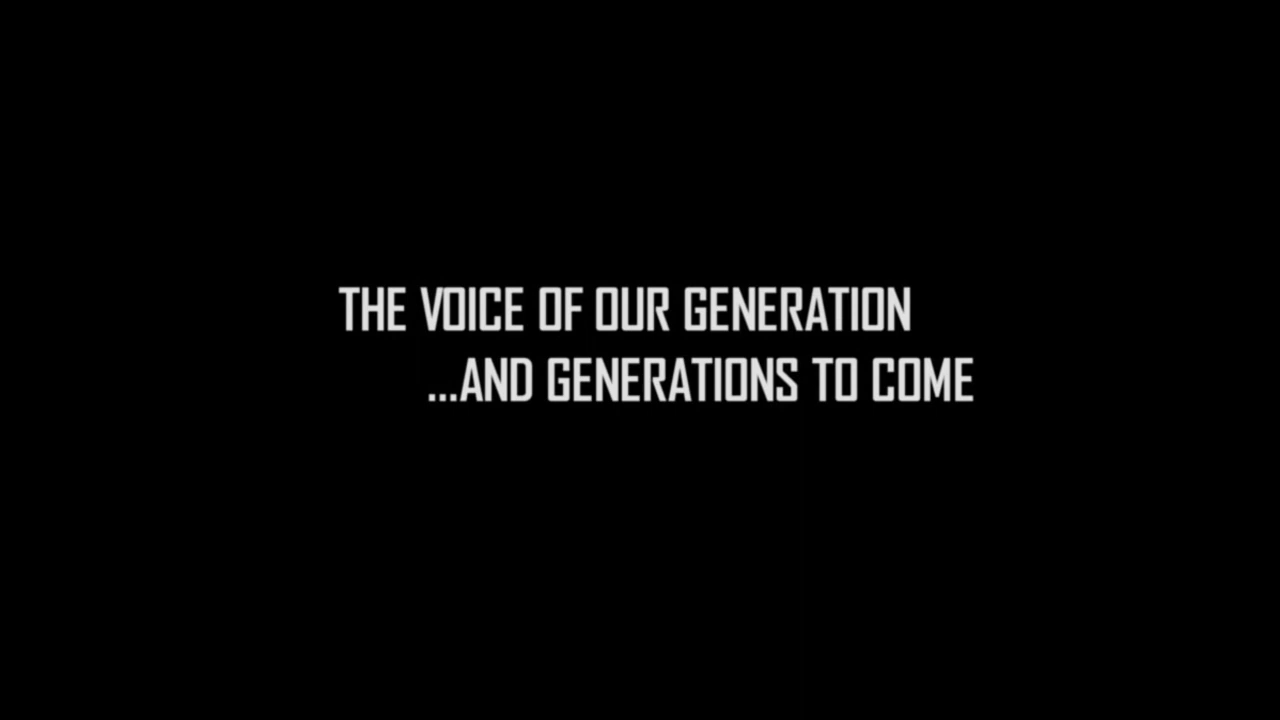 THE VOICE OF OUR GENERATION
...AND GENERATIONS TO COME